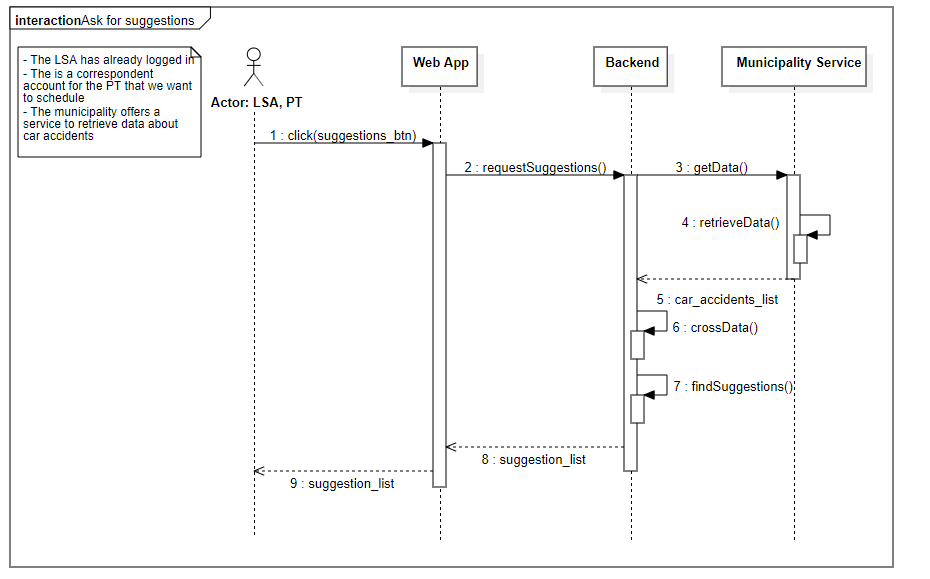 interactionAsk for suggestions
- The LSA has already logged in
- The is a correspondent
account for the PT that we want
to schedule
- The municipality offers a
service to retrieve data about
car accidents
Actor: LSA, PT
Web App
Backend
Municipality Service
1 : click(suggestions_btn)
2 : requestSuggestions()
3 : getData()
4 : retrieveData()
5 : car_accidents_list
6 : crossData()
7 : findSuggestions()
8 : suggestion_list
9 : suggestion_list